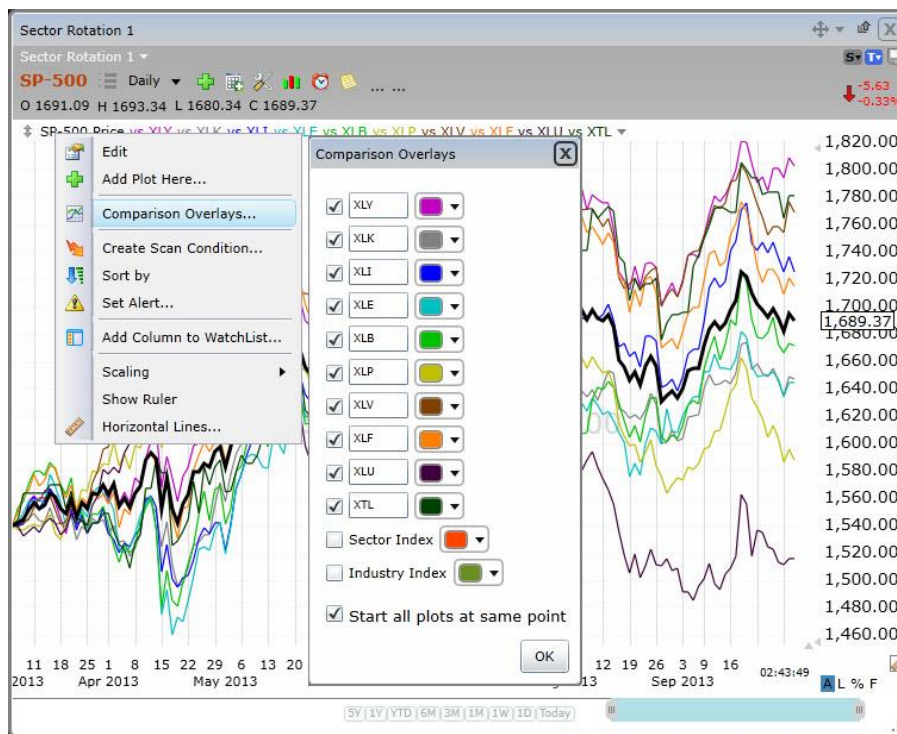 Sector Rotation 1
X
Sector Rotation 1
S T
SP-500 Daily ... ...
-5.63
-0.33%
O 1691.09 H 1693.34 L 1680.34 C 1689.37
SP-500 Price vs XLY vs XLK vs XLI vs XLE vs XLB vs XLP vs XLV vs XLF vs XLU vs XTL
Edit
Add Plot Here...
Comparison Overlays...
Create Scan Condition...
Sort by
Set Alert...
Add Column to WatchList...
Scaling
Show Ruler
Horizontal Lines...
Comparison Overlays X
XLY
XLK
XLI
XLE
XLB
XLP
XLV
XLF
XLU
XTL
Sector Index
Industry Index
Start all plots at same point
OK
1,820.00
1,800.00
1,780.00
1,760.00
1,740.00
1,720.00
1,700.00
1,689.37
1,680.00
1,660.00
1,640.00
1,620.00
1,600.00
1,580.00
1,560.00
1,540.00
1,520.00
1,500.00
1,480.00
1,460.00
11 18 25 1 8 15 22 29 6 13 20 12 19 26 3 9 16
2013 Apr 2013 May 2013 13 Sep 2013
02:43:49
A L % F
5Y 1Y YTD 6M 3M 1M 1W 1D Today